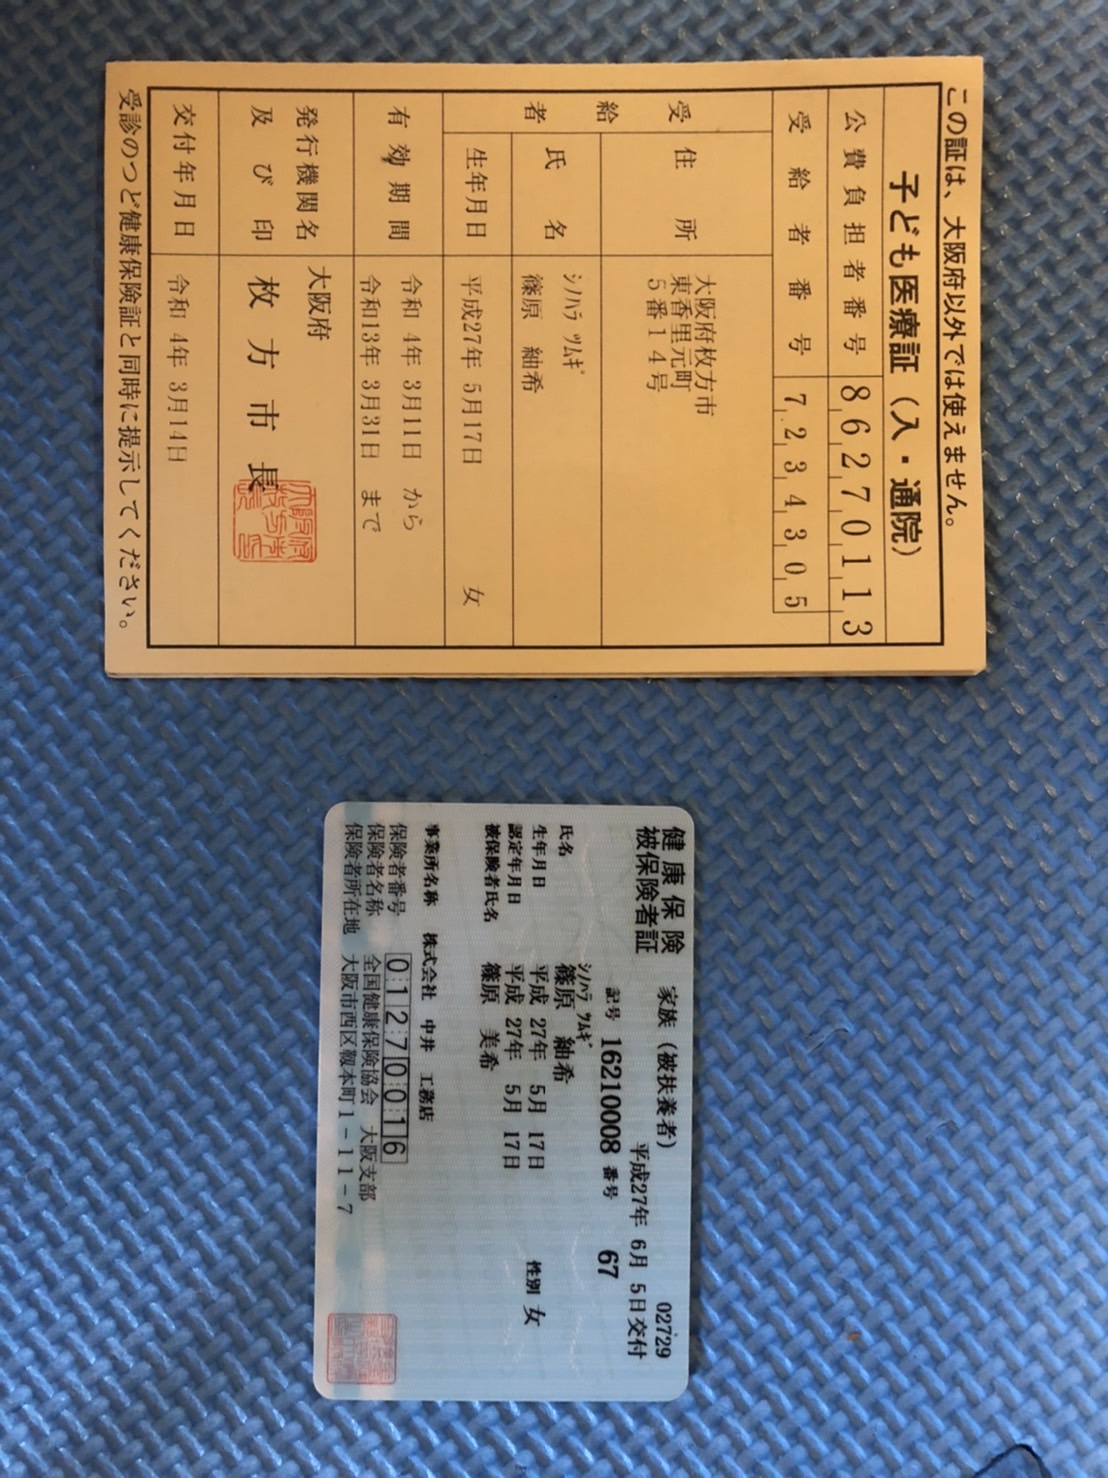 この証は、大阪府以外では使えません。
子ども医療証（入・通院）
公費負担者番号 86270113
受給者番号 7234305
受給者
住所 大阪府枚方市
東香里元町
5番14号
氏名 ｼﾉﾊﾗ ﾂﾑｷﾞ
篠原 紬希
生年月日 平成27年 5月17日 女
有効期間 令和 4年 3月11日 から
令和13年 3月31日 まで
発行機関名及び印 大阪府
枚方市長
交付年月日 令和 4年 3月14日
受診のつど健康保険証と同時に提示してください。
健康保険 家族（被扶養者） 02729
被保険者証 平成27年 6月 5日交付
記号 16210008 番号 67
ｼﾉﾊﾗ ﾂﾑｷﾞ
氏名 篠原 紬希
生年月日 平成 27年 5月 17日 性別 女
認定年月日 平成 27年 5月 17日
被保険者氏名 篠原 美希
事業所名称 株式会社 中井 工務店
保険者番号 01270016
保険者名称 全国健康保険協会 大阪支部
保険者所在地 大阪市西区靱本町1-11-7